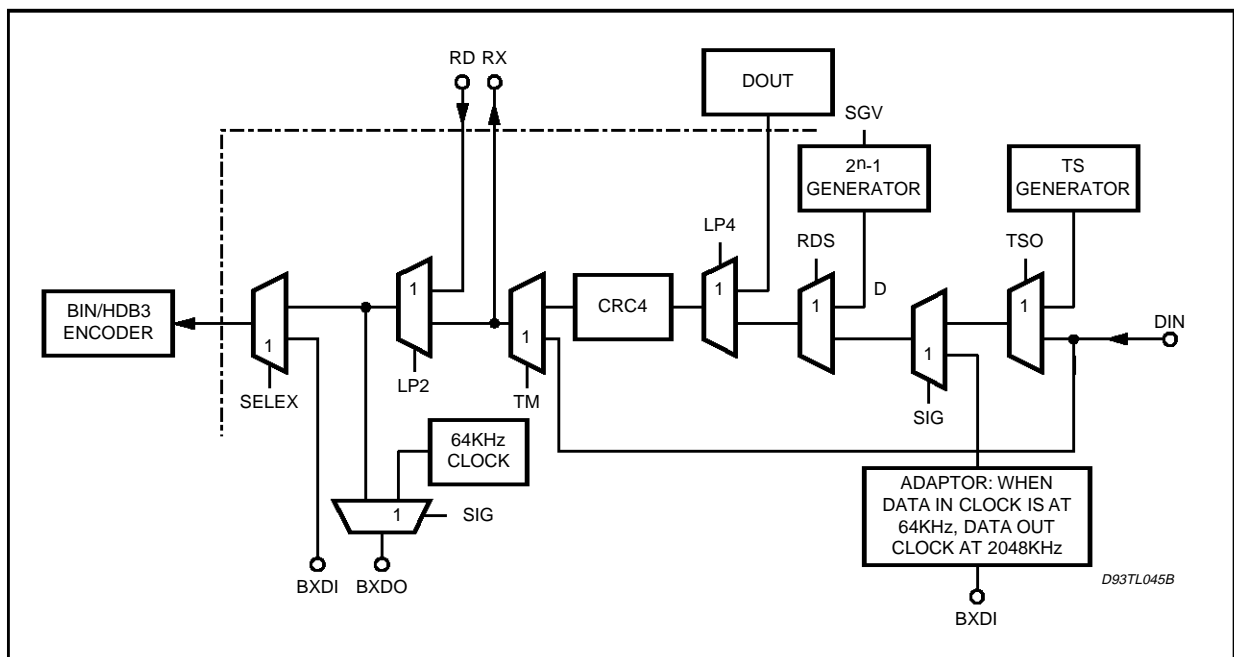 RD RX
DOUT
SGV
2n-1
GENERATOR
TS
GENERATOR
LP4
RDS
TSO
1
1
1
D
1
1
1
CRC4
1
BIN/HDB3
ENCODER
DIN
1
SELEX
LP2
TM
SIG
64KHz
CLOCK
ADAPTOR: WHEN
DATA IN CLOCK IS AT
64KHz, DATA OUT
CLOCK AT 2048KHz
1
SIG
D93TL045B
BXDI
BXDO
BXDI